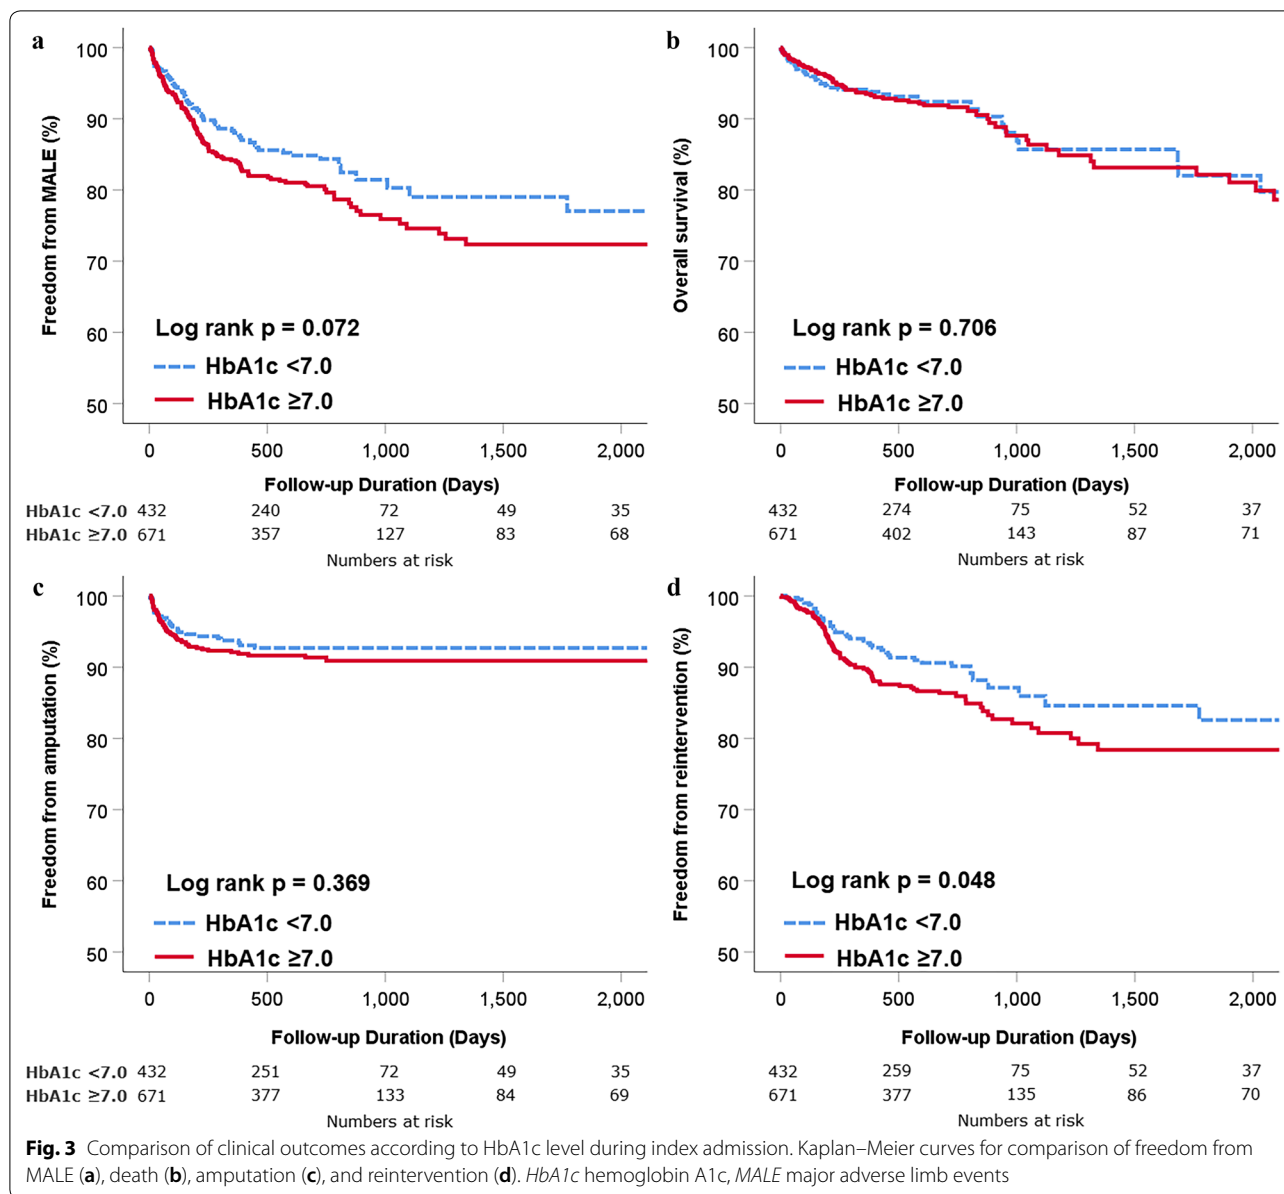 a
Freedom from MALE (%)
100
90
80
70
60
50
Log rank p = 0.072
HbA1c <7.0
HbA1c ≥7.0
0 500 1,000 1,500 2,000
Follow-up Duration (Days)
HbA1c <7.0 432 240 72 49 35
HbA1c ≥7.0 671 357 127 83 68
Numbers at risk
b
Overall survival (%)
100
90
80
70
60
50
Log rank p = 0.706
HbA1c <7.0
HbA1c ≥7.0
0 500 1,000 1,500 2,000
Follow-up Duration (Days)
432 274 75 52 37
671 402 143 87 71
Numbers at risk
c
Freedom from amputation (%)
100
90
80
70
60
50
Log rank p = 0.369
HbA1c <7.0
HbA1c ≥7.0
0 500 1,000 1,500 2,000
Follow-up Duration (Days)
HbA1c <7.0 432 251 72 49 35
HbA1c ≥7.0 671 377 133 84 69
Numbers at risk
d
Freedom from reintervention (%)
100
90
80
70
60
50
Log rank p = 0.048
HbA1c <7.0
HbA1c ≥7.0
0 500 1,000 1,500 2,000
Follow-up Duration (Days)
432 259 75 52 37
671 377 135 86 70
Numbers at risk
Fig. 3 Comparison of clinical outcomes according to HbA1c level during index admission. Kaplan–Meier curves for comparison of freedom from
MALE (a), death (b), amputation (c), and reintervention (d). HbA1c hemoglobin A1c, MALE major adverse limb events